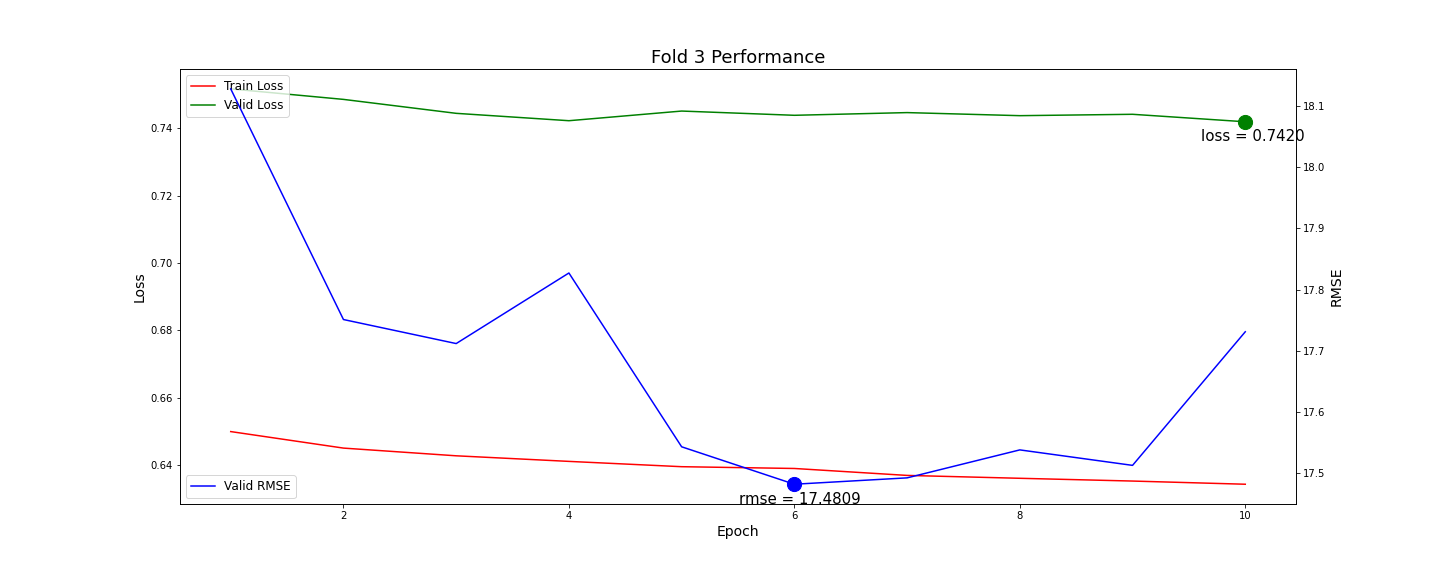 Fold 3 Performance
Train Loss
Valid Loss
Valid RMSE
loss = 0.7420
rmse = 17.4809
Loss
0.74
0.72
0.70
0.68
0.66
0.64
RMSE
18.1
18.0
17.9
17.8
17.7
17.6
17.5
2
4
6
8
10
Epoch